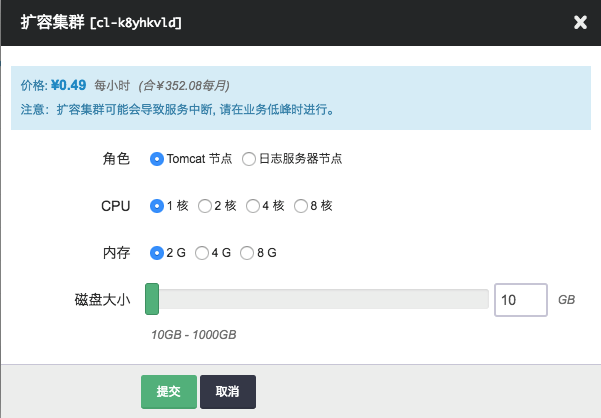 扩容集群 [cl-k8yhkvld]
价格: ¥0.49 每小时 (合¥352.08每月)
注意：扩容集群可能会导致服务中断, 请在业务低峰时进行。
角色 Tomcat 节点 日志服务器节点
CPU 1 核 2 核 4 核 8 核
内存 2 G 4 G 8 G
磁盘大小 10 GB
10GB - 1000GB
提交 取消